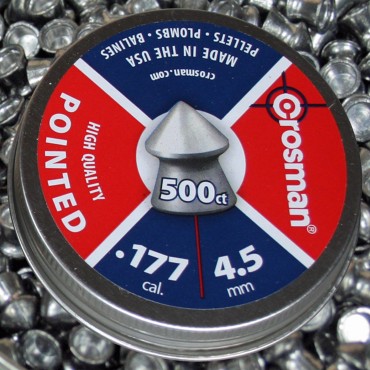 PELLETS • PLOMBS • BALINES
MADE IN THE USA
crosman.com
HIGH QUALITY
POINTED
Crosman®
500ct
.177
cal.
4.5
mm